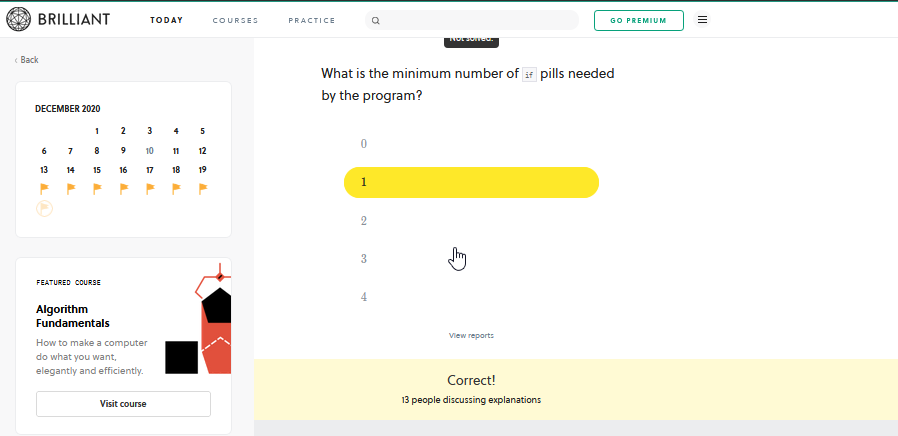 BRILLIANT
TODAY COURSES PRACTICE
GO PREMIUM
‹ Back
DECEMBER 2020
1 2 3 4 5
6 7 8 9 10 11 12
13 14 15 16 17 18 19
FEATURED COURSE
Algorithm
Fundamentals
How to make a computer
do what you want,
elegantly and efficiently.
Visit course
Not solved.
What is the minimum number of if pills needed
by the program?
0
1
2
3
4
View reports
Correct!
13 people discussing explanations